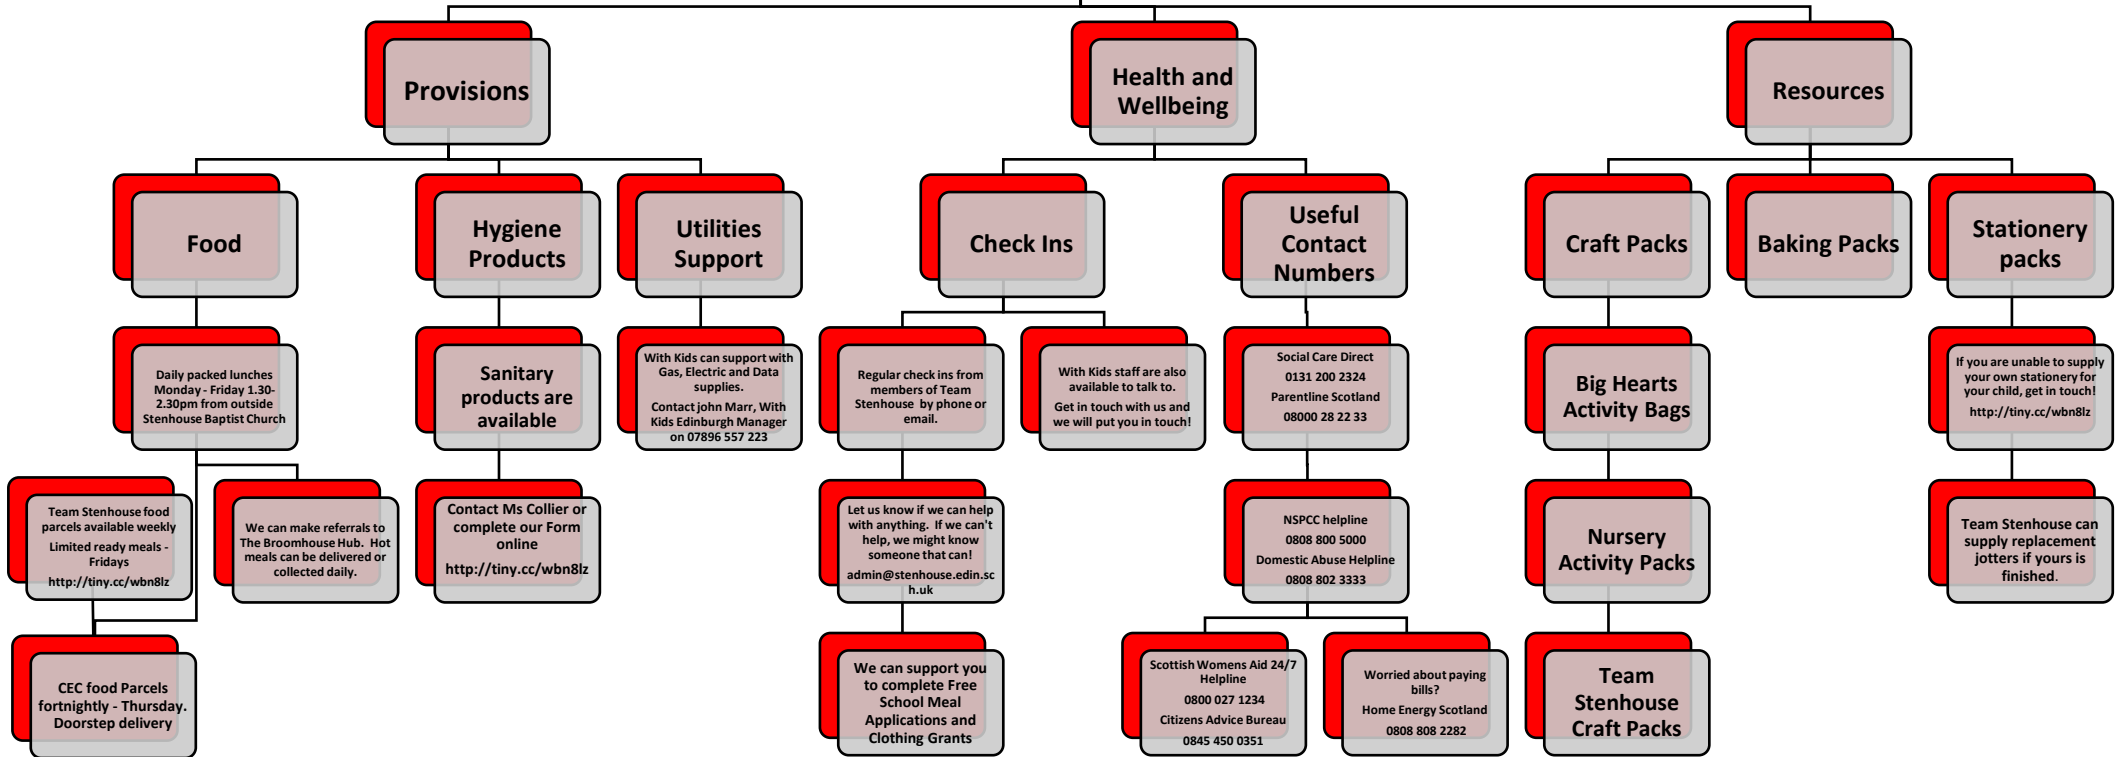 Provisions
Health and
Wellbeing
Resources
Food
Hygiene
Products
Utilities
Support
Check Ins
Useful
Contact
Numbers
Craft Packs
Baking Packs
Stationery
packs
Daily packed lunches
Monday - Friday 1.30-
2.30pm from outside
Stenhouse Baptist Church
Sanitary
products are
available
With Kids can support with
Gas, Electric and Data
supplies.
Contact john Marr, With
Kids Edinburgh Manager
on 07896 557 223
Regular check ins from
members of Team
Stenhouse by phone or
email.
With Kids staff are also
available to talk to.
Get in touch with us and
we will put you in touch!
Social Care Direct
0131 200 2324
Parentline Scotland
08000 28 22 33
Big Hearts
Activity Bags
If you are unable to supply
your own stationery for
your child, get in touch!
http://tiny.cc/wbn8lz
Team Stenhouse food
parcels available weekly
Limited ready meals -
Fridays
http://tiny.cc/wbn8lz
We can make referrals to
The Broomhouse Hub. Hot
meals can be delivered or
collected daily.
Contact Ms Collier or
complete our Form
online
http://tiny.cc/wbn8lz
Let us know if we can help
with anything. If we can't
help, we might know
someone that can!
admin@stenhouse.edin.sc
h.uk
NSPCC helpline
0808 800 5000
Domestic Abuse Helpline
0808 802 3333
Nursery
Activity Packs
Team Stenhouse can
supply replacement
jotters if yours is
finished.
CEC food Parcels
fortnightly - Thursday.
Doorstep delivery
We can support you
to complete Free
School Meal
Applications and
Clothing Grants
Scottish Womens Aid 24/7
Helpline
0800 027 1234
Citizens Advice Bureau
0845 450 0351
Worried about paying
bills?
Home Energy Scotland
0808 808 2282
Team
Stenhouse
Craft Packs